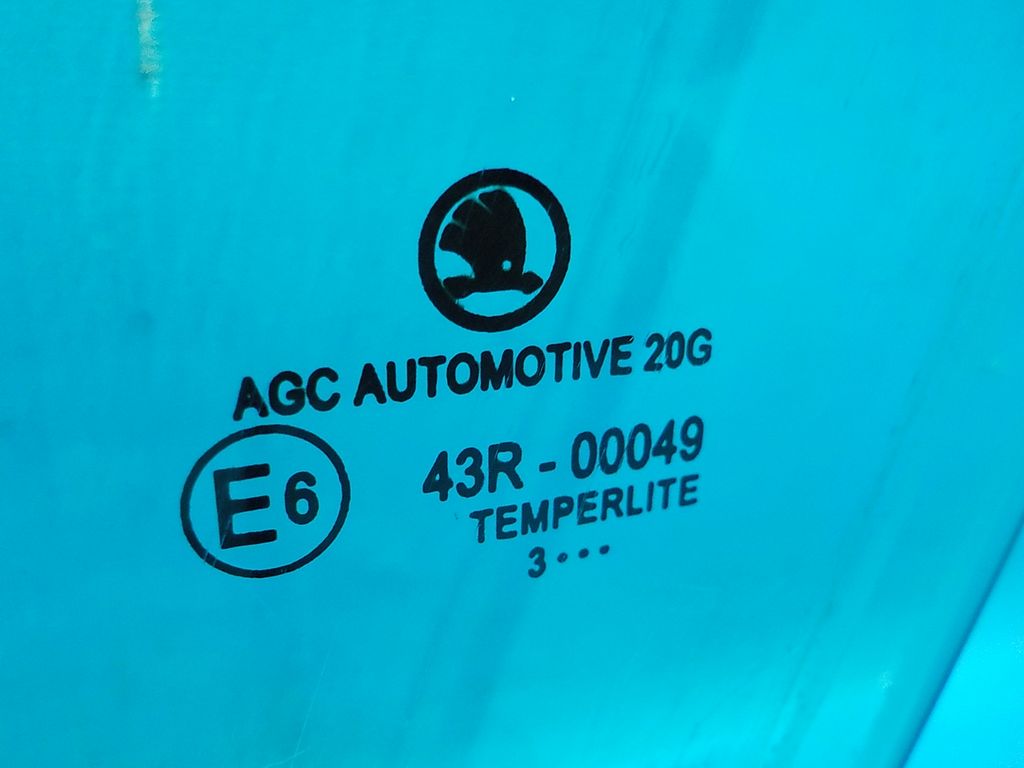 AGC AUTOMOTIVE 20G
E6
43R - 00049
TEMPERLITE
3 • • •